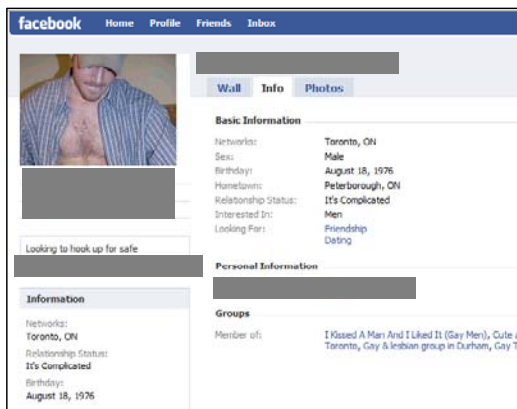 facebook Home Profile Friends Inbox
Wall Info Photos
Basic Information
Networks: Toronto, ON
Sex: Male
Birthday: August 18, 1976
Hometown: Peterborough, ON
Relationship Status: It's Complicated
Interested In: Men
Looking For: Friendship
Dating
Looking to hook up for safe
Personal Information
Information
Networks:
Toronto, ON
Relationship Status:
It's Complicated
Birthday:
August 18, 1976
Groups
Member of: I Kissed A Man And I Liked It (Gay Men), Cute
Toronto, Gay & lesbian group in Durham, Gay